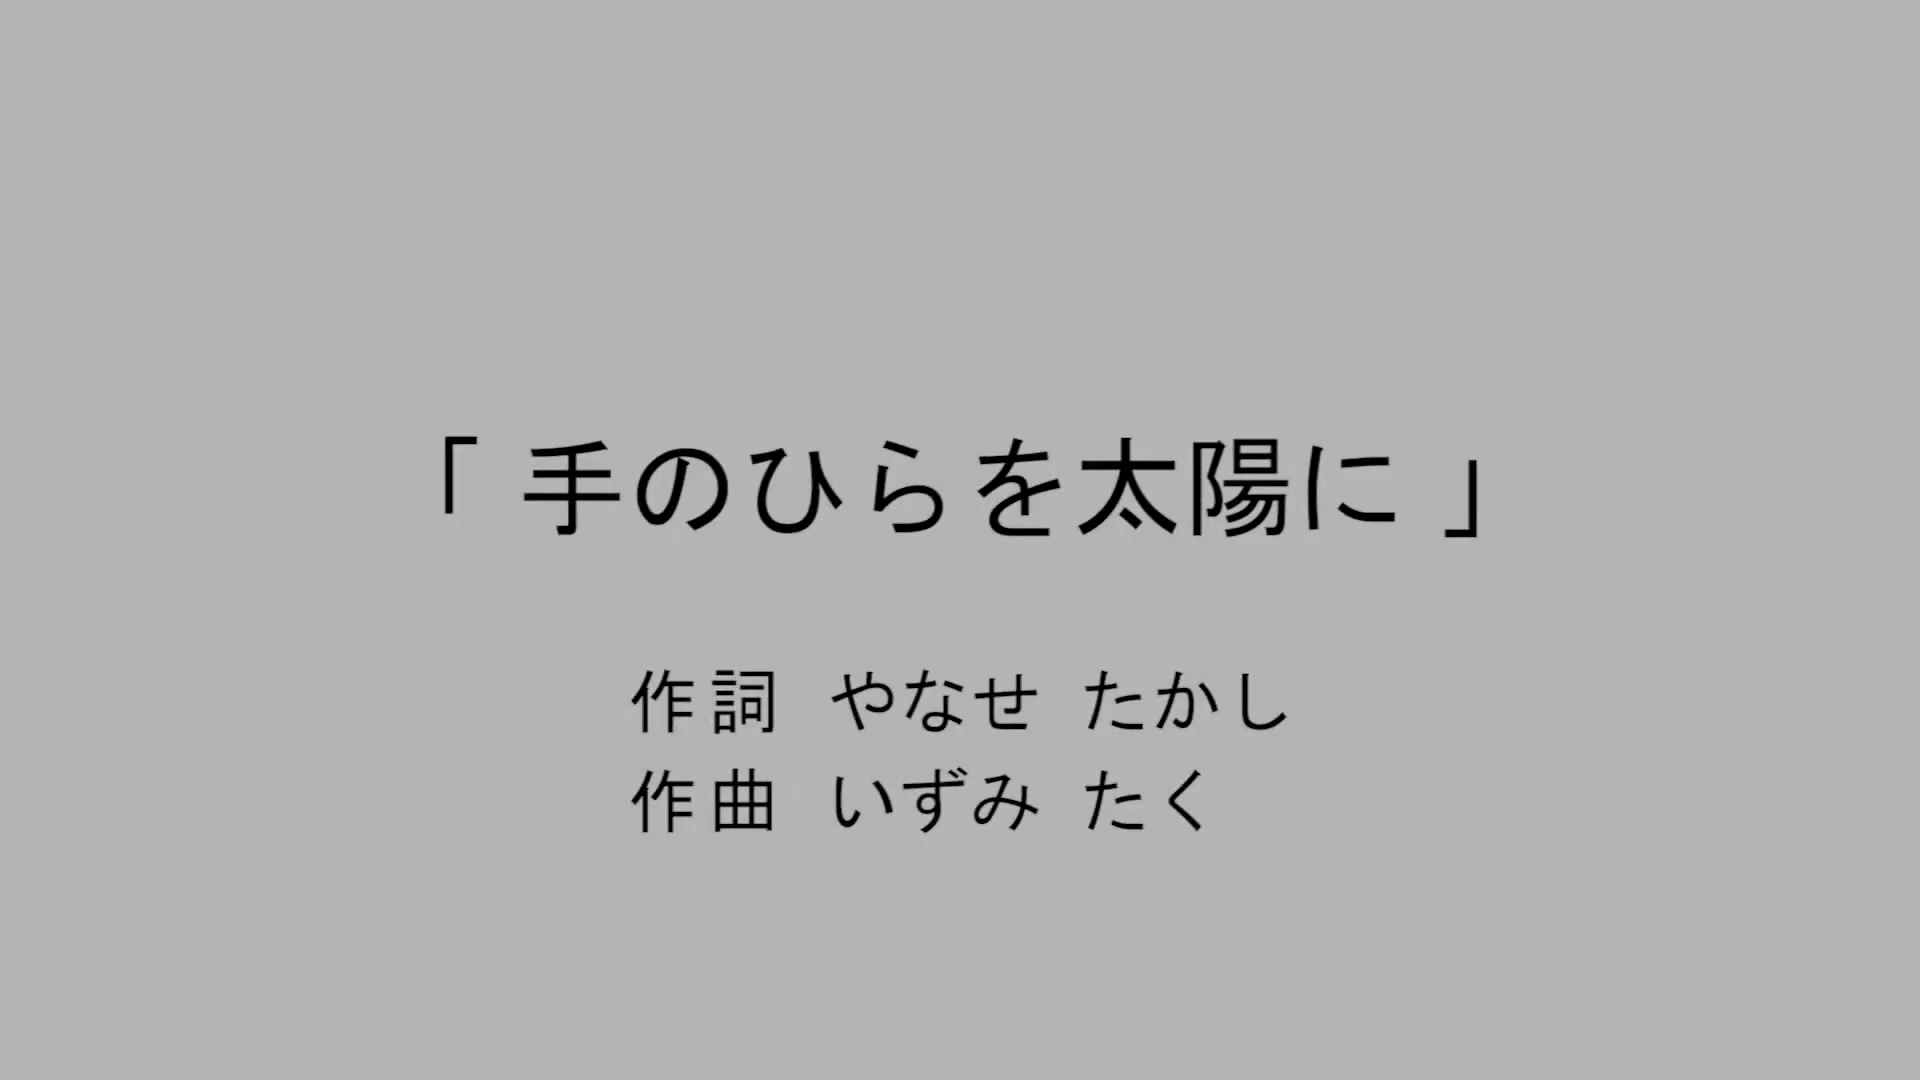 「 手のひらを太陽に 」
作詞 やなせ たかし
作曲 いずみ たく